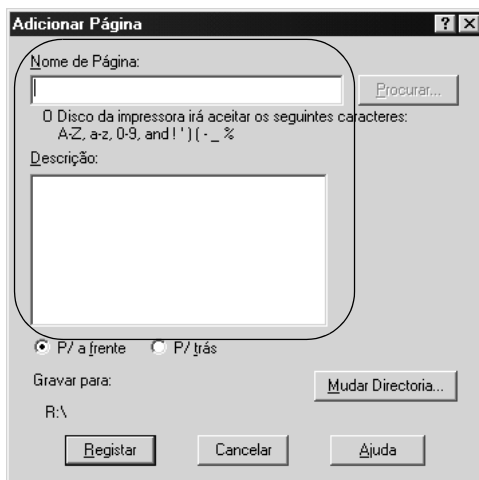 Adicionar Página
Nome de Página:
Procurar...
O Disco da impressora irá aceitar os seguintes caracteres:
A-Z, a-z, 0-9, and ! ' ) ( - _ %
Descrição:
P/ a frente P/ trás
Gravar para:
Mudar Directoria...
R:\
Registar Cancelar Ajuda